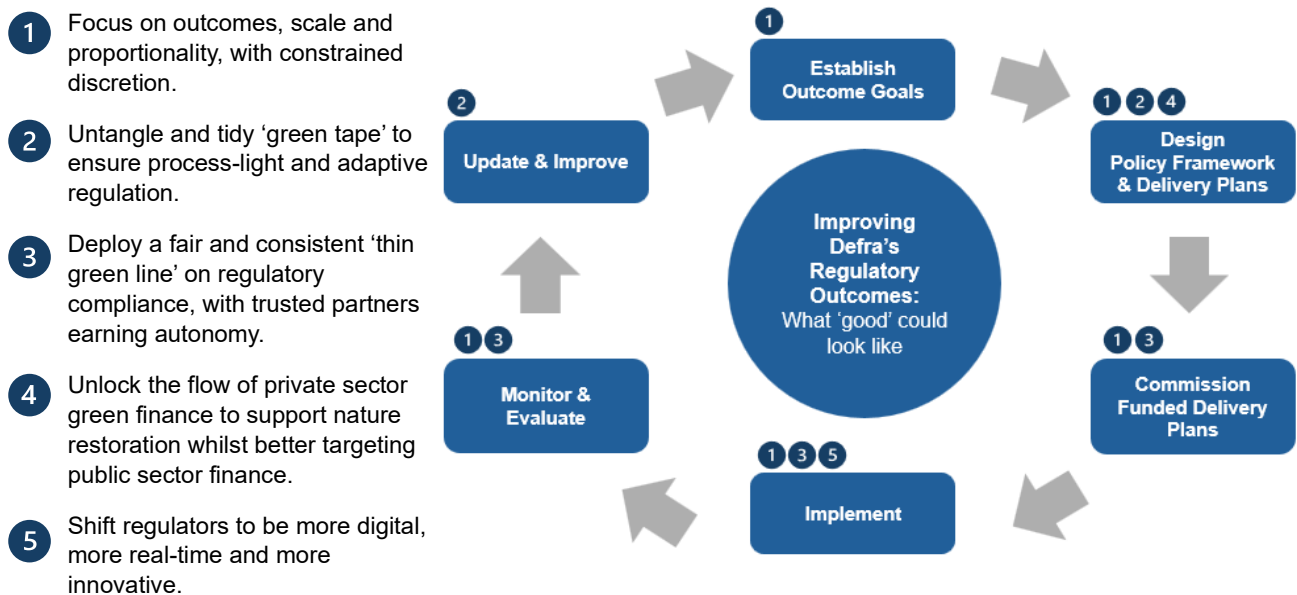 1
Focus on outcomes, scale and
proportionality, with constrained
discretion.
2
Untangle and tidy ‘green tape’ to
ensure process-light and adaptive
regulation.
3
Deploy a fair and consistent ‘thin
green line’ on regulatory
compliance, with trusted partners
earning autonomy.
4
Unlock the flow of private sector
green finance to support nature
restoration whilst better targeting
public sector finance.
5
Shift regulators to be more digital,
more real-time and more
innovative.
1
Establish
Outcome Goals
1 2 4
Design
Policy Framework
& Delivery Plans
1 3
Commission
Funded Delivery
Plans
1 3 5
Implement
1 3
Monitor &
Evaluate
2
Update & Improve
Improving
Defra’s
Regulatory
Outcomes:
What ‘good’ could
look like